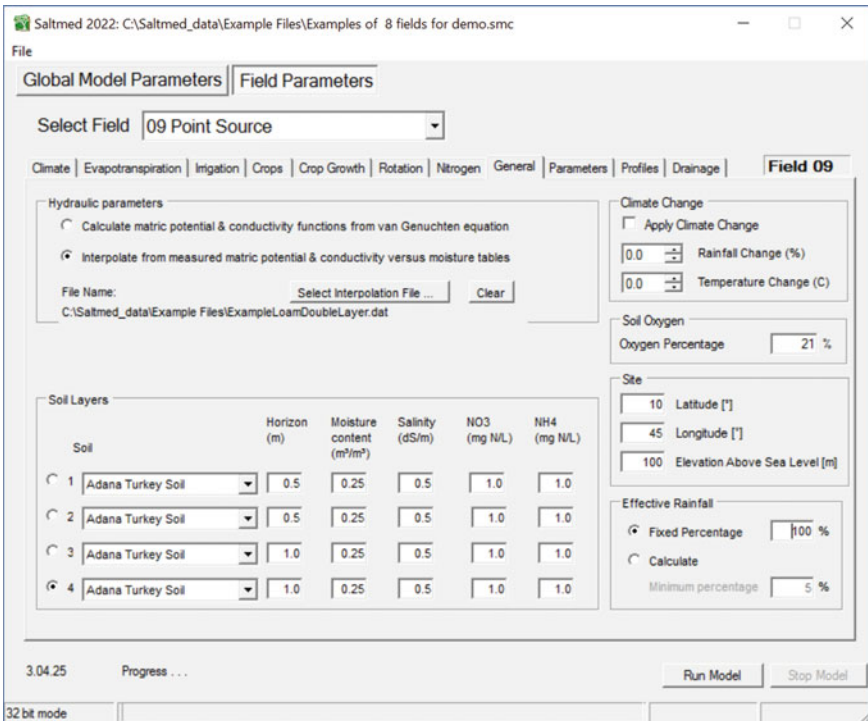 Saltmed 2022: C:\Saltmed_data\Example Files\Examples of 8 fields for demo.smc
File
Global Model Parameters Field Parameters
Select Field 09 Point Source
Climate Evapotranspiration Irrigation Crops Crop Growth Rotation Nitrogen General Parameters Profiles Drainage Field 09
Hydraulic parameters
Calculate matric potential & conductivity functions from van Genuchten equation
Interpolate from measured matric potential & conductivity versus moisture tables
File Name: Select Interpolation File ... Clear
C:\Saltmed_data\Example Files\ExampleLoamDoubleLayer.dat
Climate Change
Apply Climate Change
0.0 Rainfall Change (%)
0.0 Temperature Change (C)
Soil Oxygen
Oxygen Percentage 21 %
Site
10 Latitude [°]
45 Longitude [°]
100 Elevation Above Sea Level [m]
Soil Layers
Soil
Horizon (m)
Moisture content (m³/m³)
Salinity (dS/m)
NO3 (mg N/L)
NH4 (mg N/L)
1 Adana Turkey Soil 0.5 0.25 0.5 1.0 1.0
2 Adana Turkey Soil 0.5 0.25 0.5 1.0 1.0
3 Adana Turkey Soil 1.0 0.25 0.5 1.0 1.0
4 Adana Turkey Soil 1.0 0.25 0.5 1.0 1.0
Effective Rainfall
Fixed Percentage 100 %
Calculate
Minimum percentage 5 %
3.04.25 Progress . . . Run Model Stop Model
32 bit mode